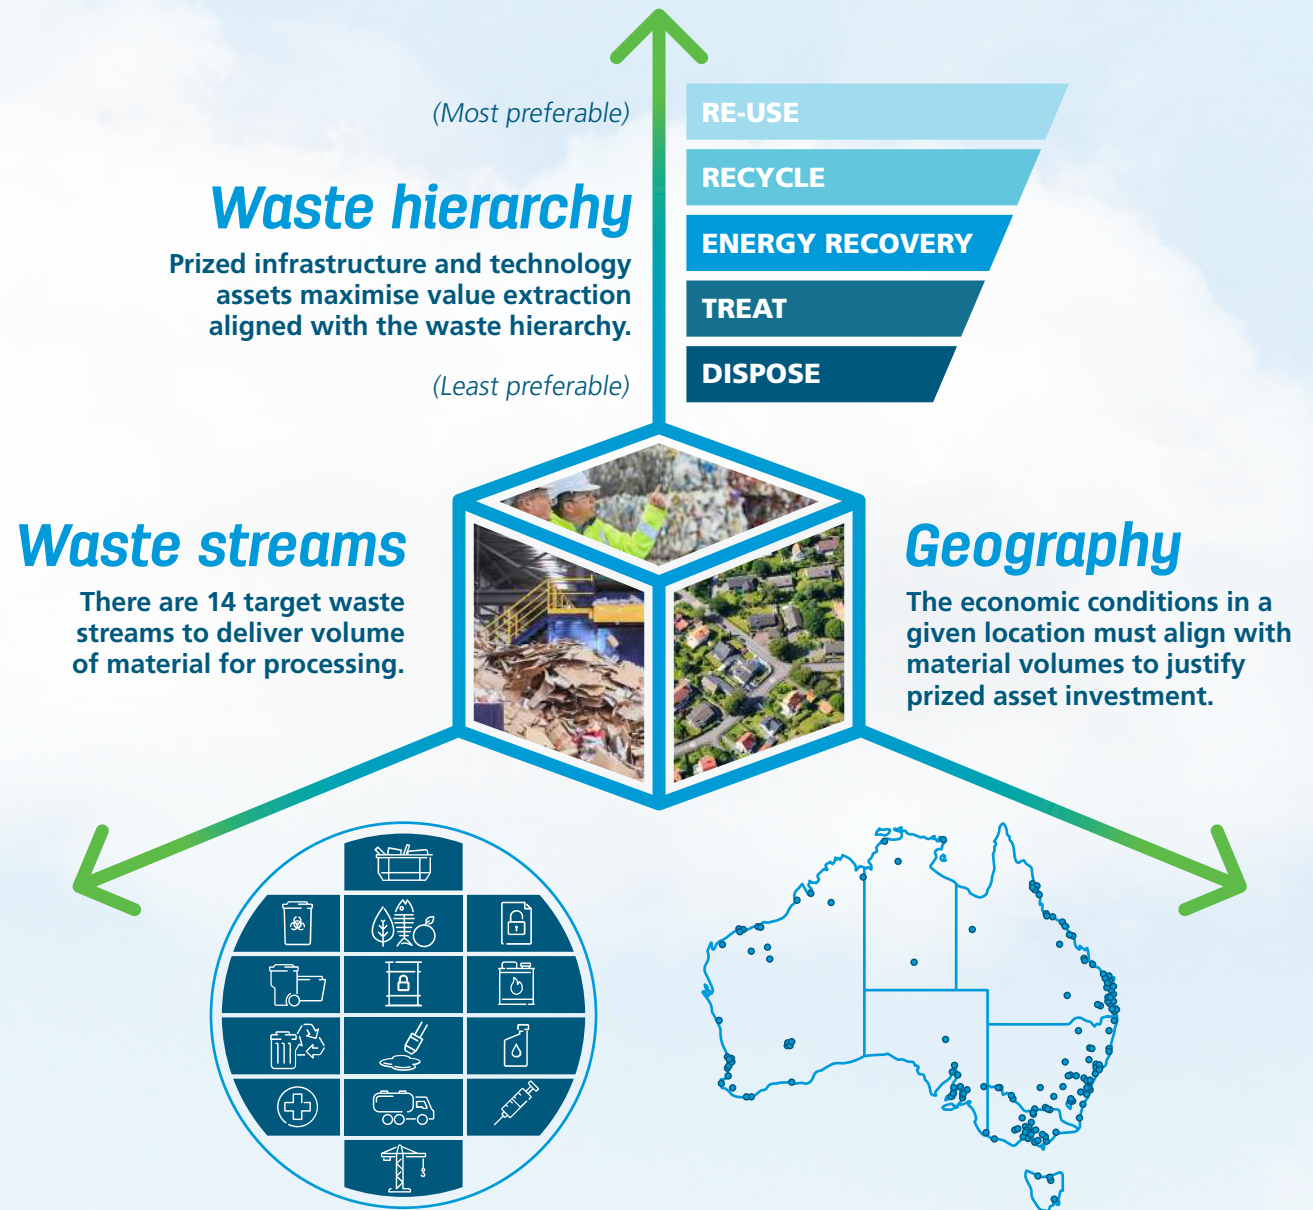 (Most preferable)
RE-USE
RECYCLE
ENERGY RECOVERY
TREAT
DISPOSE
Waste hierarchy
Prized infrastructure and technology
assets maximise value extraction
aligned with the waste hierarchy.
(Least preferable)
Waste streams
There are 14 target waste
streams to deliver volume
of material for processing.
Geography
The economic conditions in a
given location must align with
material volumes to justify
prized asset investment.